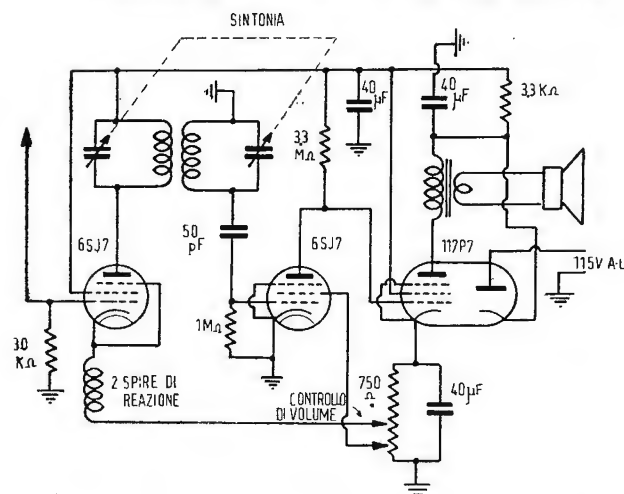 SINTONIA
40
µF
40
µF
3,3 KΩ
3,3
MΩ
6SJ7
50
pF
6SJ7
117P7
115V A.C.
30
KΩ
1MΩ
2 SPIRE DI
REAZIONE
CONTROLLO
DI VOLUME
750
Ω
40µF